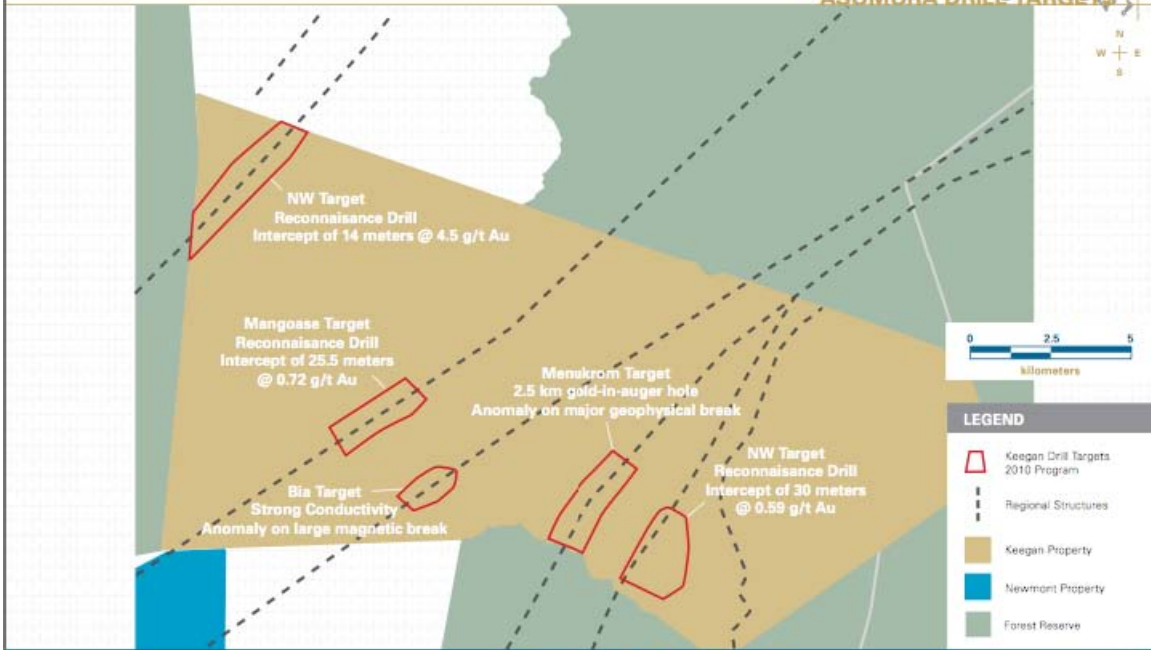 ASUMURA DRILL TARGETS
N
W E
S
NW Target
Reconnaisance Drill
Intercept of 14 meters @ 4.5 g/t Au
Mangoase Target
Reconnaisance Drill
Intercept of 25.5 meters
@ 0.72 g/t Au
Menukrom Target
2.5 km gold-in-auger hole
Anomaly on major geophysical break
Bia Target
Strong Conductivity
Anomaly on large magnetic break
NW Target
Reconnaisance Drill
Intercept of 30 meters
@ 0.59 g/t Au
0 2.5 5
kilometers
LEGEND
Keegan Drill Targets
2010 Program
Regional Structures
Keegan Property
Newmont Property
Forest Reserve